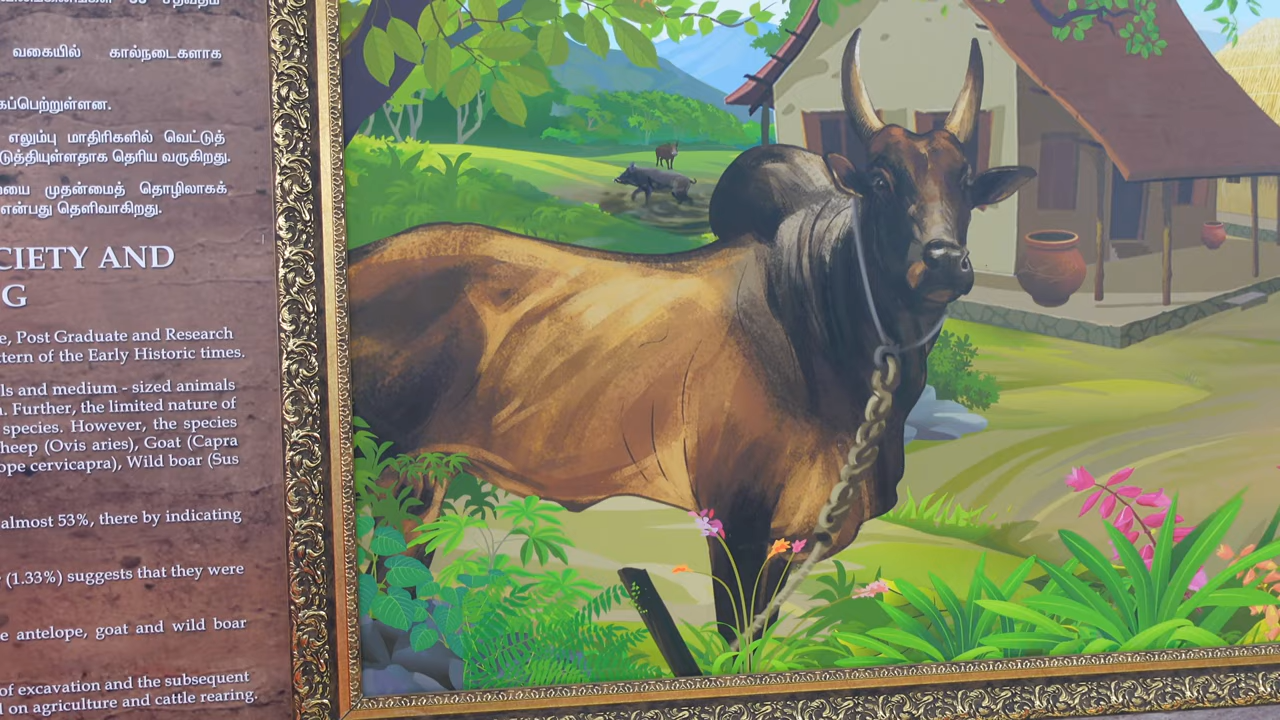 வகையில் கால்நடைகளாக
கப்பெற்றுள்ளன.
எலும்பு மாதிரிகளில் வெட்டுத்
டுத்தியுள்ளதாக தெரிய வருகிறது.
யை முதன்மைத் தொழிலாகக்
என்பது தெளிவாகிறது.
CIETY AND
G
e, Post Graduate and Research
ttern of the Early Historic times.
ls and medium - sized animals
. Further, the limited nature of
species. However, the species
heep (Ovis aries), Goat (Capra
ope cervicapra), Wild boar (Sus
almost 53%, there by indicating
(1.33%) suggests that they were
e antelope, goat and wild boar
of excavation and the subsequent
l on agriculture and cattle rearing.